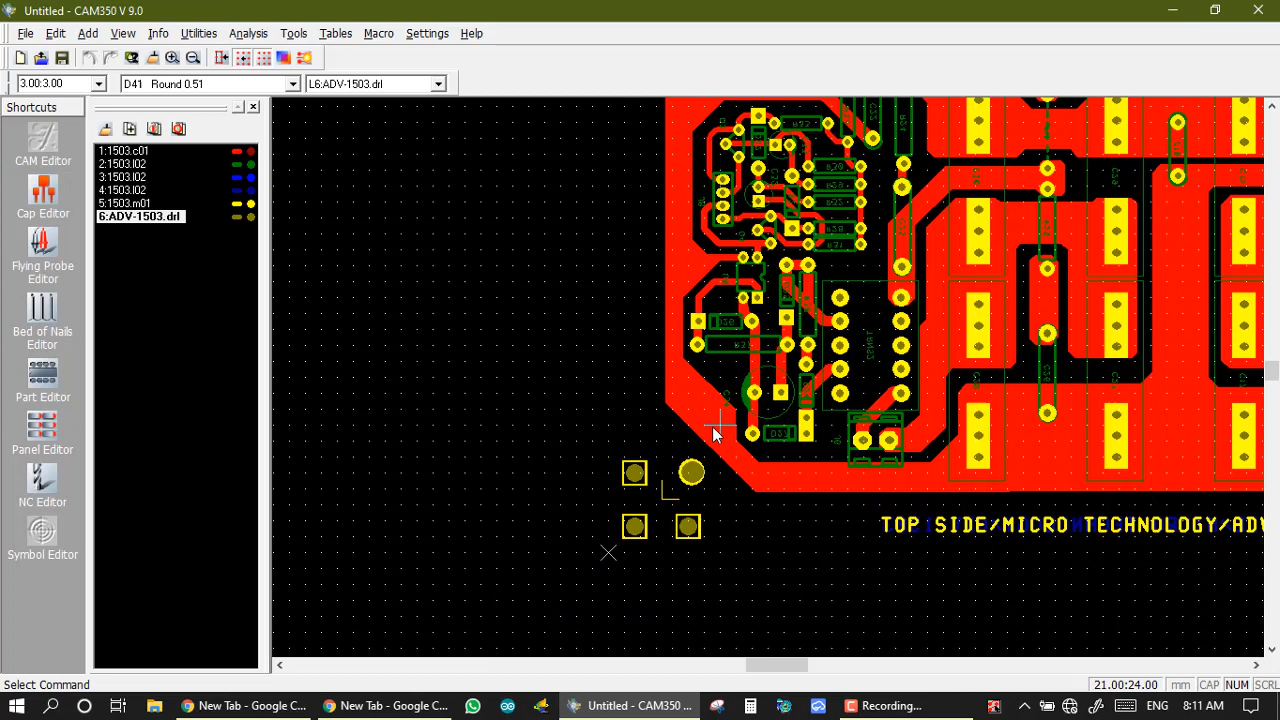 Untitled - CAM350 V 9.0
File Edit View Add Info Utilities Analysis Tools Tables Macro Settings Help
3.00:3.00 D41 Round 0.51 L6:ADV-1503.drl
Shortcuts
CAM Editor
Cap Editor
Flying Probe
Editor
Bed of Nails
Editor
Part Editor
Panel Editor
NC Editor
Symbol Editor
1:1503.c01
2:1503.l02
3:1503.i02
4:1503.i02
5:1503.m01
6:ADV-1503.drl
TOP SIDE/MICRO TECHNOLOGY/ADV
Select Command 21.00:24.00 mm CAP NUM SCRL
New Tab - Google C... New Tab - Google C... Untitled - CAM350 ... Recording... ENG 8:11 AM